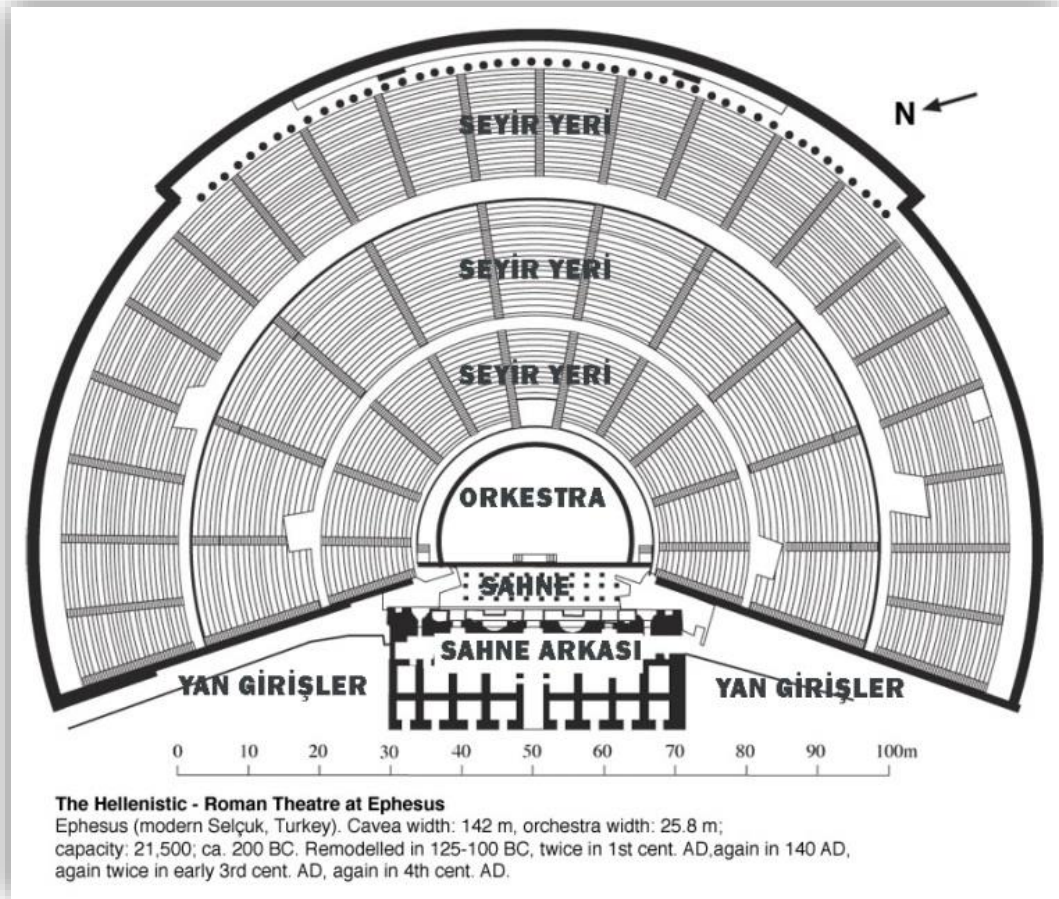 SEYİR YERİ
N
SEYİR YERİ
SEYİR YERİ
ORKESTRA
SAHNE
SAHNE ARKASI
YAN GİRİŞLER
YAN GİRİŞLER
0 10 20 30 40 50 60 70 80 90 100m
The Hellenistic - Roman Theatre at Ephesus
Ephesus (modern Selçuk, Turkey). Cavea width: 142 m, orchestra width: 25.8 m;
capacity: 21,500; ca. 200 BC. Remodelled in 125-100 BC, twice in 1st cent. AD,again in 140 AD,
again twice in early 3rd cent. AD, again in 4th cent. AD.